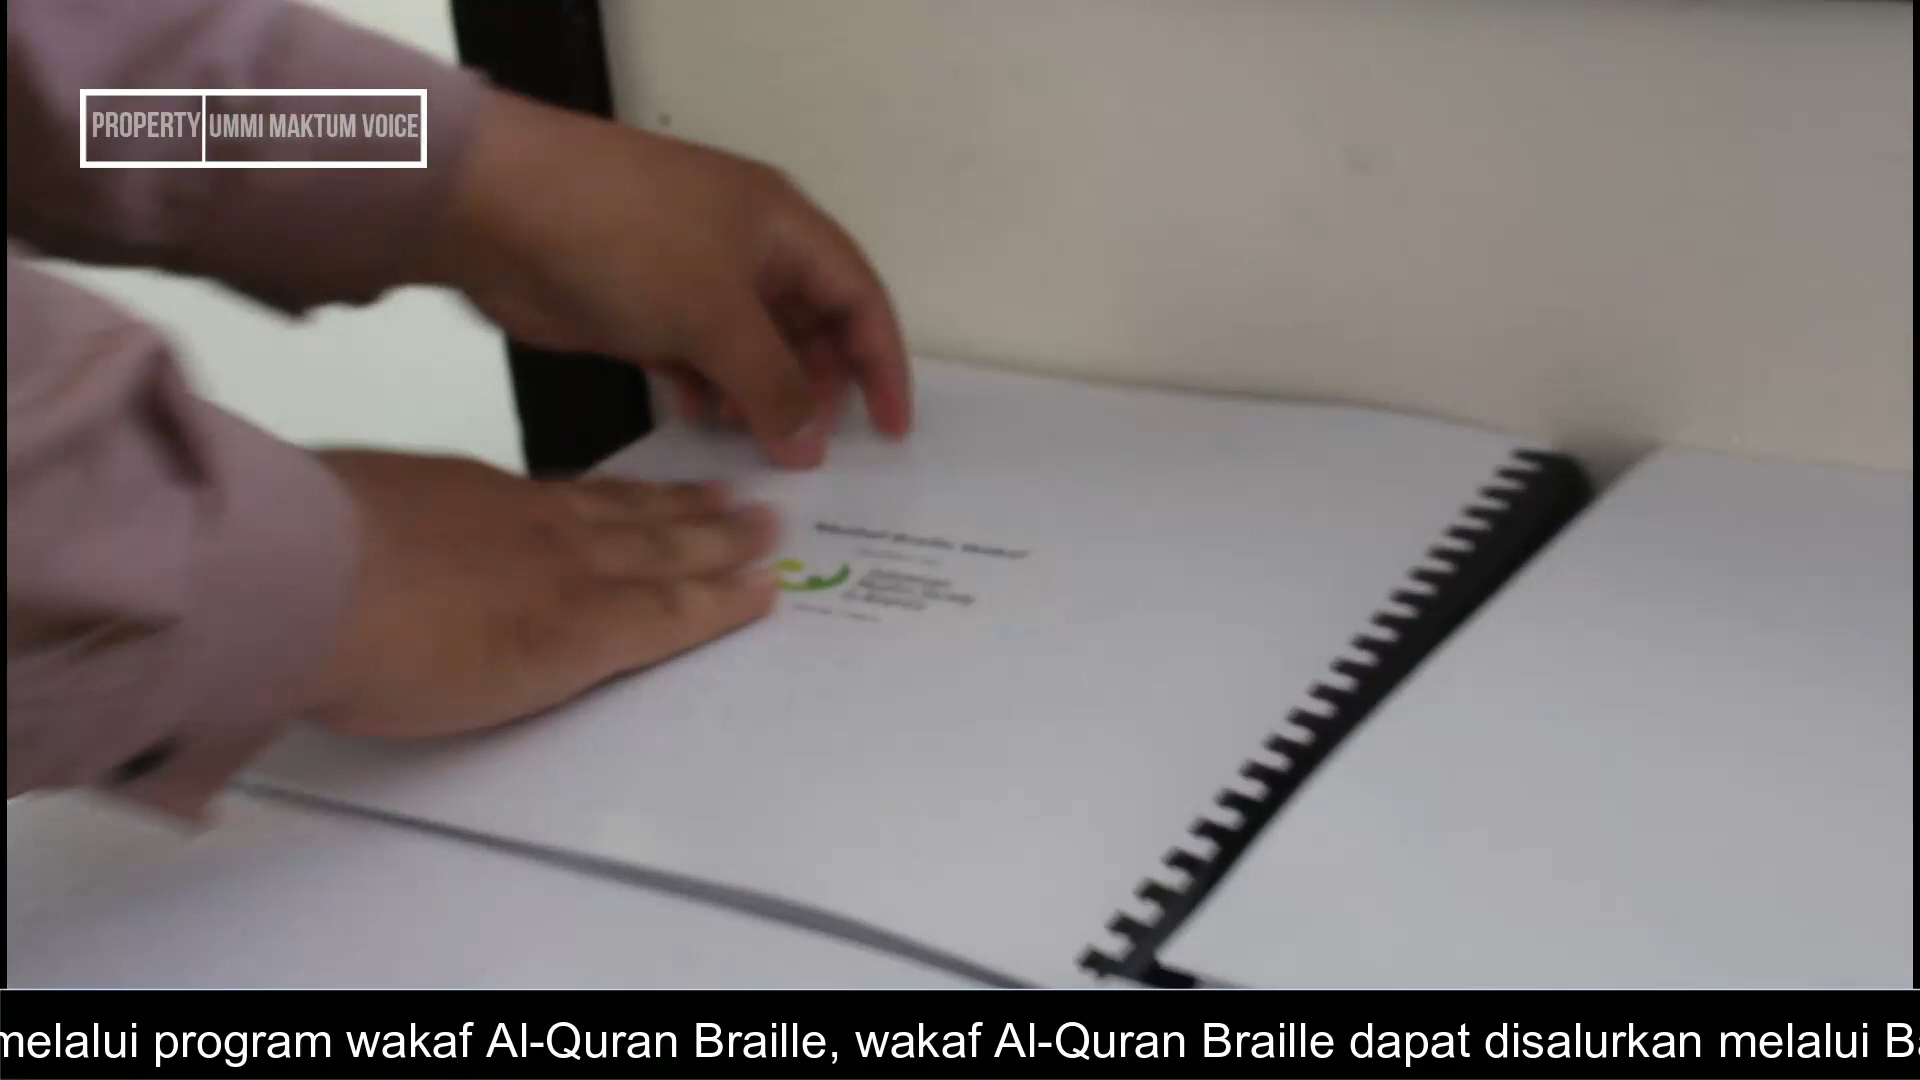 PROPERTY UMMI MAKTUM VOICE
melalui program wakaf Al-Quran Braille, wakaf Al-Quran Braille dapat disalurkan melalui